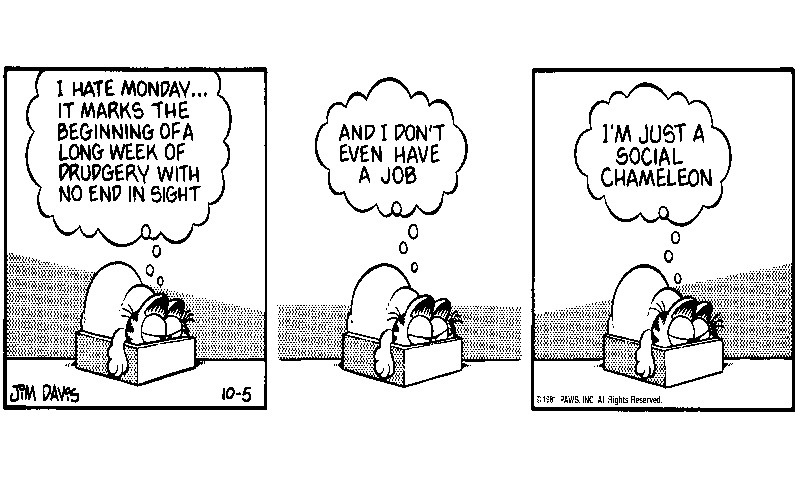 I HATE MONDAY...
IT MARKS THE
BEGINNING OF A
LONG WEEK OF
DRUDGERY WITH
NO END IN SIGHT
JIM DAVIS
10-5
AND I DON'T
EVEN HAVE
A JOB
I'M JUST A
SOCIAL
CHAMELEON
©1981 PAWS, INC. All Rights Reserved.